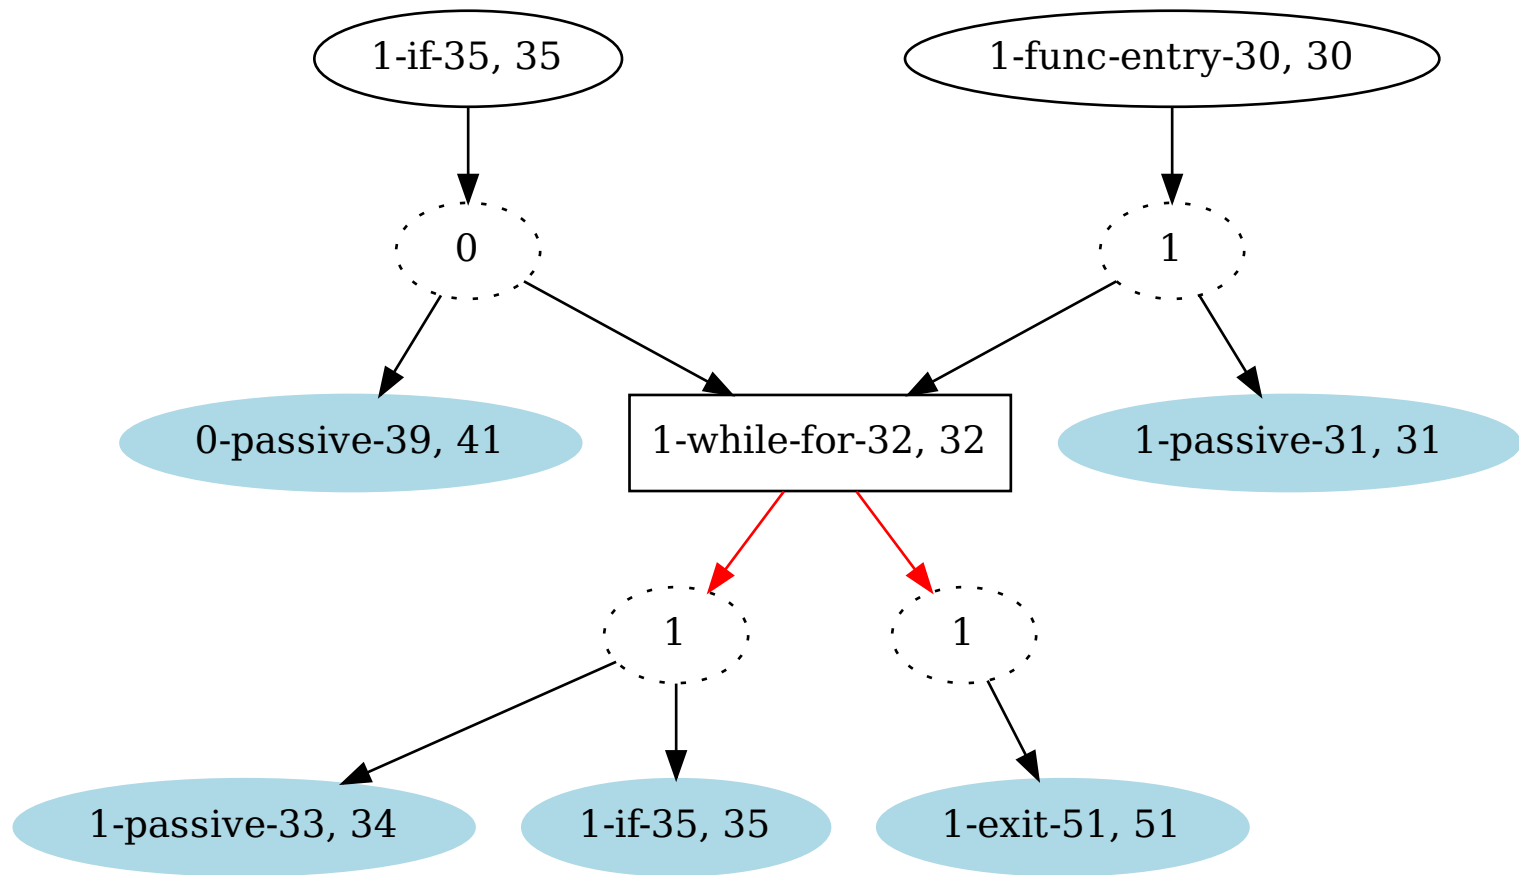 1-if-35, 35
1-func-entry-30, 30
0
1
0-passive-39, 41
1-while-for-32, 32
1-passive-31, 31
1
1
1-passive-33, 34
1-if-35, 35
1-exit-51, 51